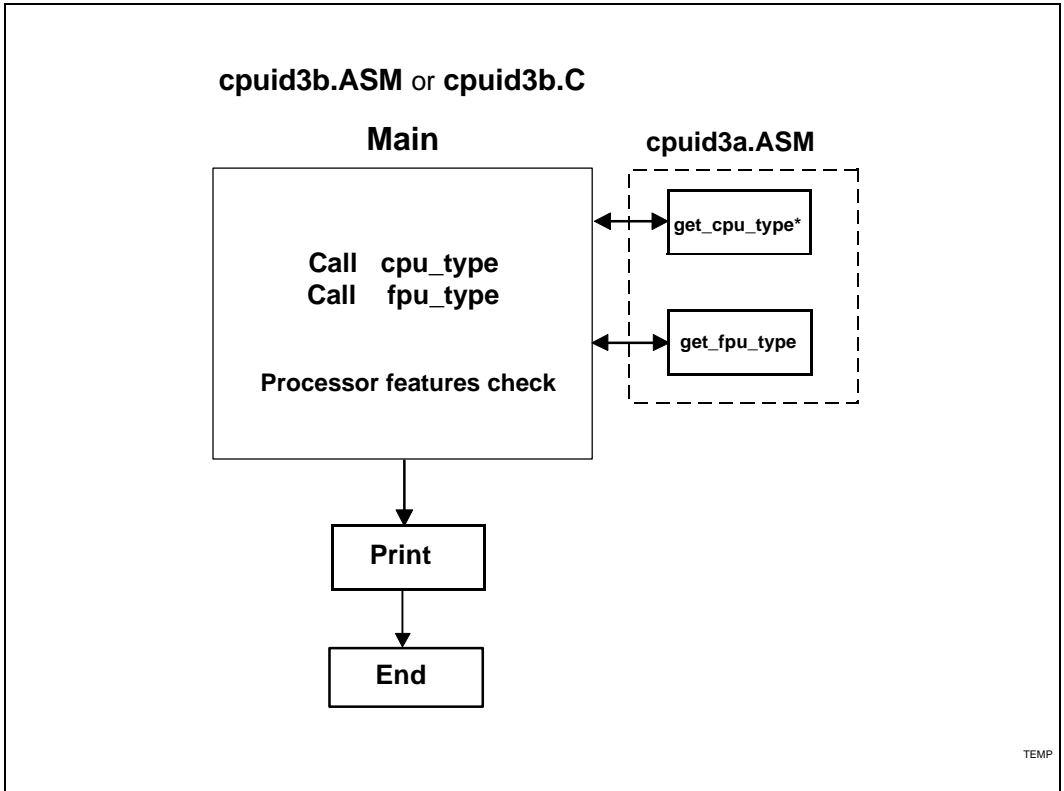 cpuid3b.ASM or cpuid3b.C
Main
cpuid3a.ASM
get_cpu_type*
Call cpu_type
Call fpu_type
get_fpu_type
Processor features check
Print
End
TEMP